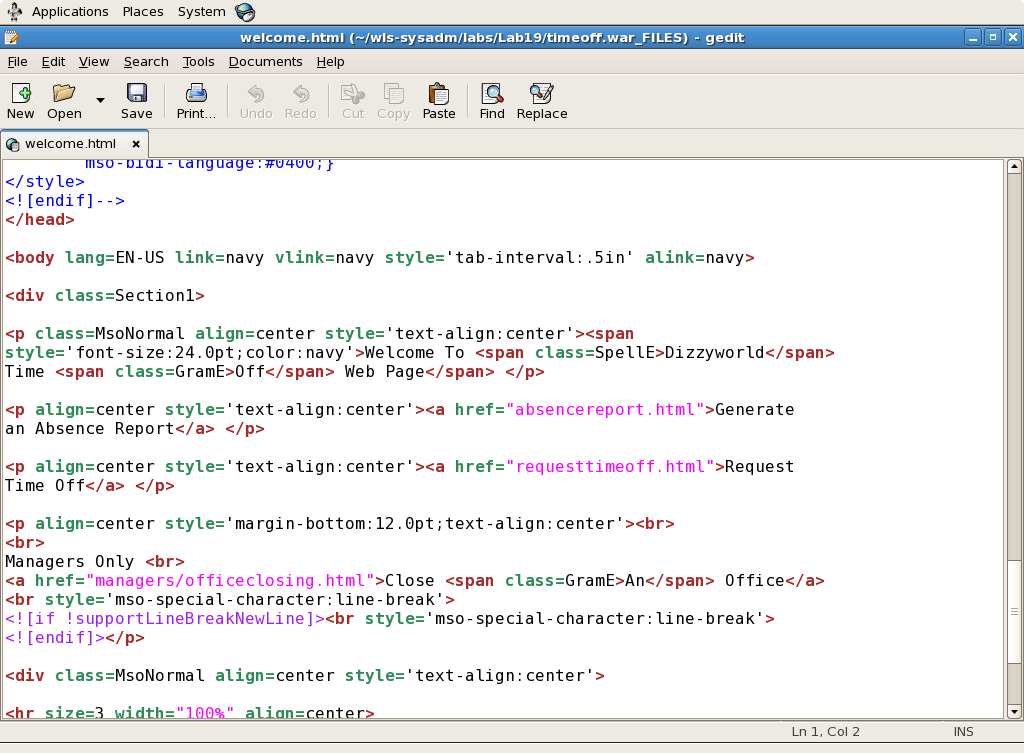 Applications Places System
welcome.html (~/wls-sysadm/labs/Lab19/timeoff.war_FILES) - gedit
File Edit View Search Tools Documents Help
New Open Save Print... Undo Redo Cut Copy Paste Find Replace
welcome.html
mso-bidi-language:#0400;}
</style>
<![endif]-->
</head>
<body lang=EN-US link=navy vlink=navy style='tab-interval:.5in' alink=navy>
<div class=Section1>
<p class=MsoNormal align=center style='text-align:center'><span
style='font-size:24.0pt;color:navy'>Welcome To <span class=SpellE>Dizzyworld</span>
Time <span class=GramE>Off</span> Web Page</span> </p>
<p align=center style='text-align:center'><a href="absencereport.html">Generate
an Absence Report</a> </p>
<p align=center style='text-align:center'><a href="requesttimeoff.html">Request
Time Off</a> </p>
<p align=center style='margin-bottom:12.0pt;text-align:center'><br>
<br>
Managers Only <br>
<a href="managers/officeclosing.html">Close <span class=GramE>An</span> Office</a>
<br style='mso-special-character:line-break'>
<![if !supportLineBreakNewLine]><br style='mso-special-character:line-break'>
<![endif]></p>
<div class=MsoNormal align=center style='text-align:center'>
<hr size=3 width="100%" align=center>
Ln 1, Col 2 INS